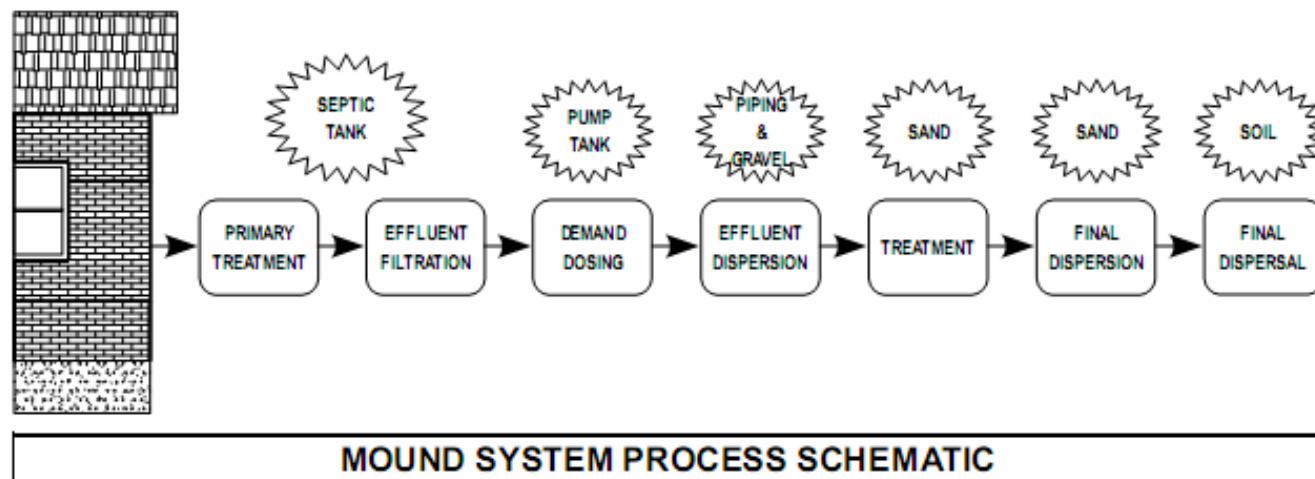 SEPTIC
TANK
PUMP
TANK
PIPING
&
GRAVEL
SAND
SAND
SOIL
PRIMARY
TREATMENT
EFFLUENT
FILTRATION
DEMAND
DOSING
EFFLUENT
DISPERSION
TREATMENT
FINAL
DISPERSION
FINAL
DISPERSAL
MOUND SYSTEM PROCESS SCHEMATIC